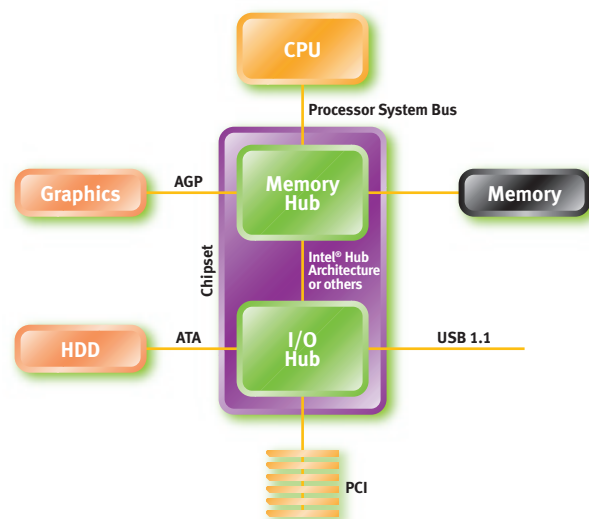 CPU
Processor System Bus
Graphics
AGP
Memory
Hub
Memory
Chipset
Intel® Hub
Architecture
or others
HDD
ATA
I/O
Hub
USB 1.1
PCI